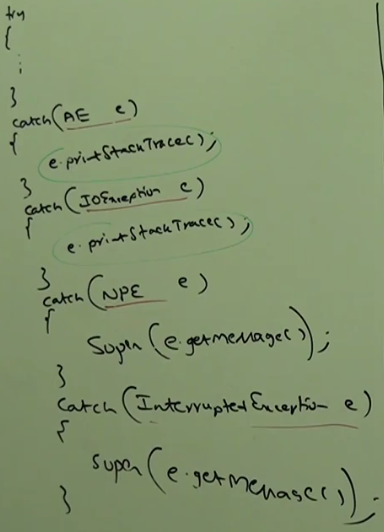 try
{
:
}
catch(AE e)
{
e.printStackTrace();
}
catch(IOException e)
{
e.printStackTrace();
}
catch(NPE e)
{
Sopln(e.getMessage());
}
catch(InterruptedException e)
{
Sopln(e.getMessage());
}